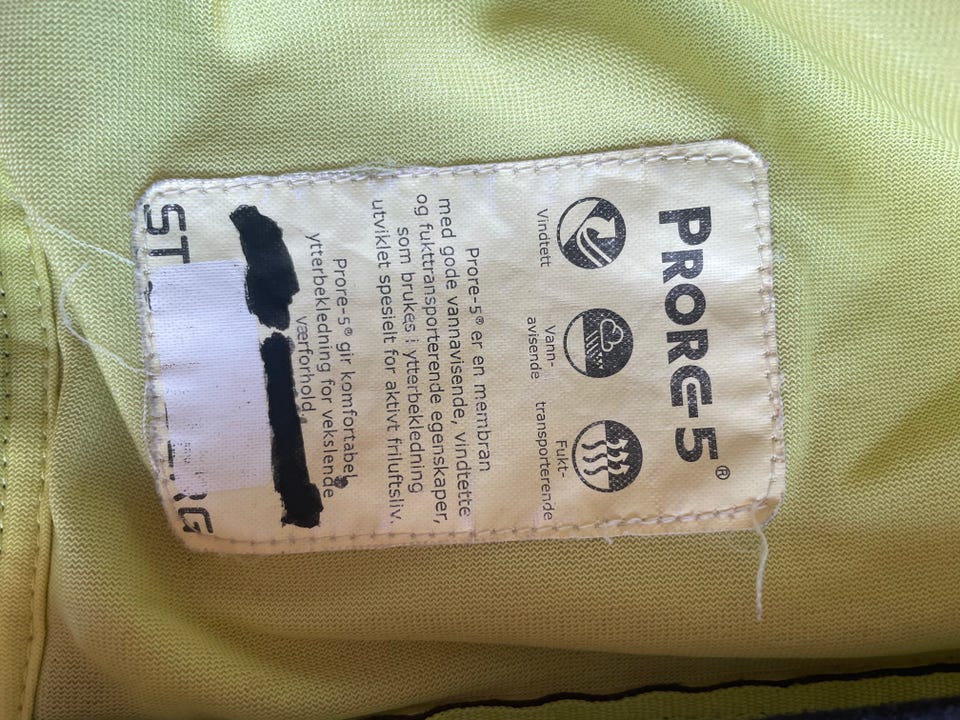 PRORE-5®
Vindtett
Vann-
avisende
Fukt-
transporterende
Prore-5® er en membran
med gode vannavisende, vindtette
og fukttransporterende egenskaper,
som brukes i ytterbekledning
utviklet spesielt for aktivt friluftsliv.
Prore-5® gir komfortabel
ytterbekledning for vekslende
værforhold.